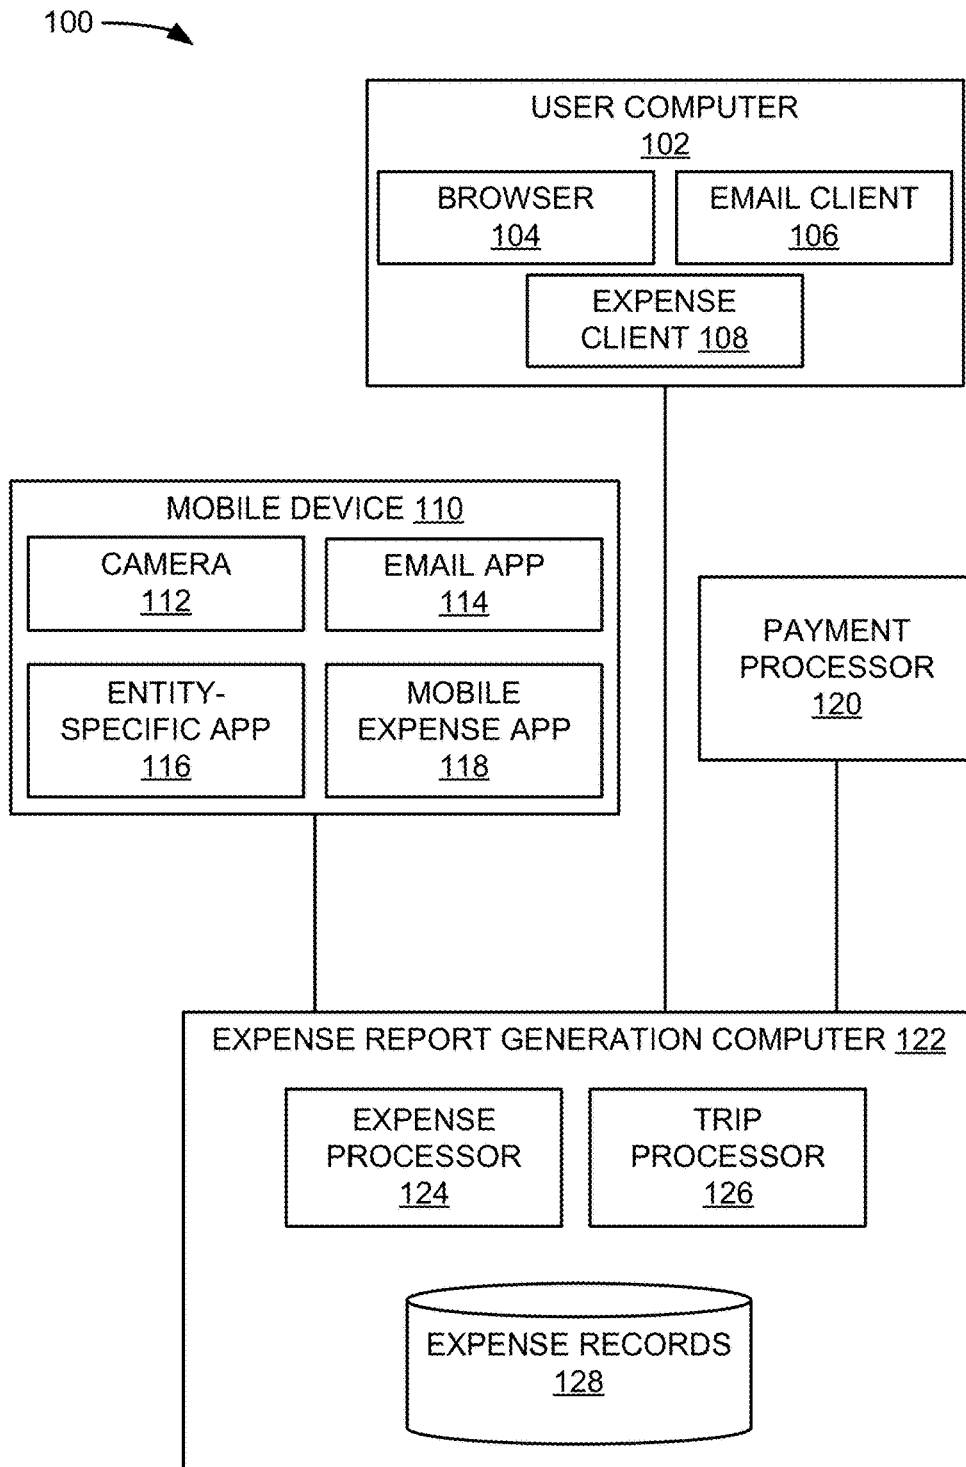 100
USER COMPUTER
102
BROWSER
104
EMAIL CLIENT
106
EXPENSE
CLIENT 108
MOBILE DEVICE 110
CAMERA
112
EMAIL APP
114
ENTITY-
SPECIFIC APP
116
MOBILE
EXPENSE APP
118
PAYMENT
PROCESSOR
120
EXPENSE REPORT GENERATION COMPUTER 122
EXPENSE
PROCESSOR
124
TRIP
PROCESSOR
126
EXPENSE RECORDS
128